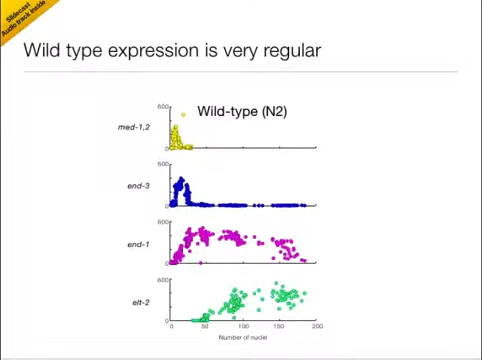 Slidecast
Audio track inside
Wild type expression is very regular
Wild-type (N2)
600
med-1,2
0
600
end-3
0
600
end-1
0
600
elt-2
0
0 50 100 150 200
Number of nuclei